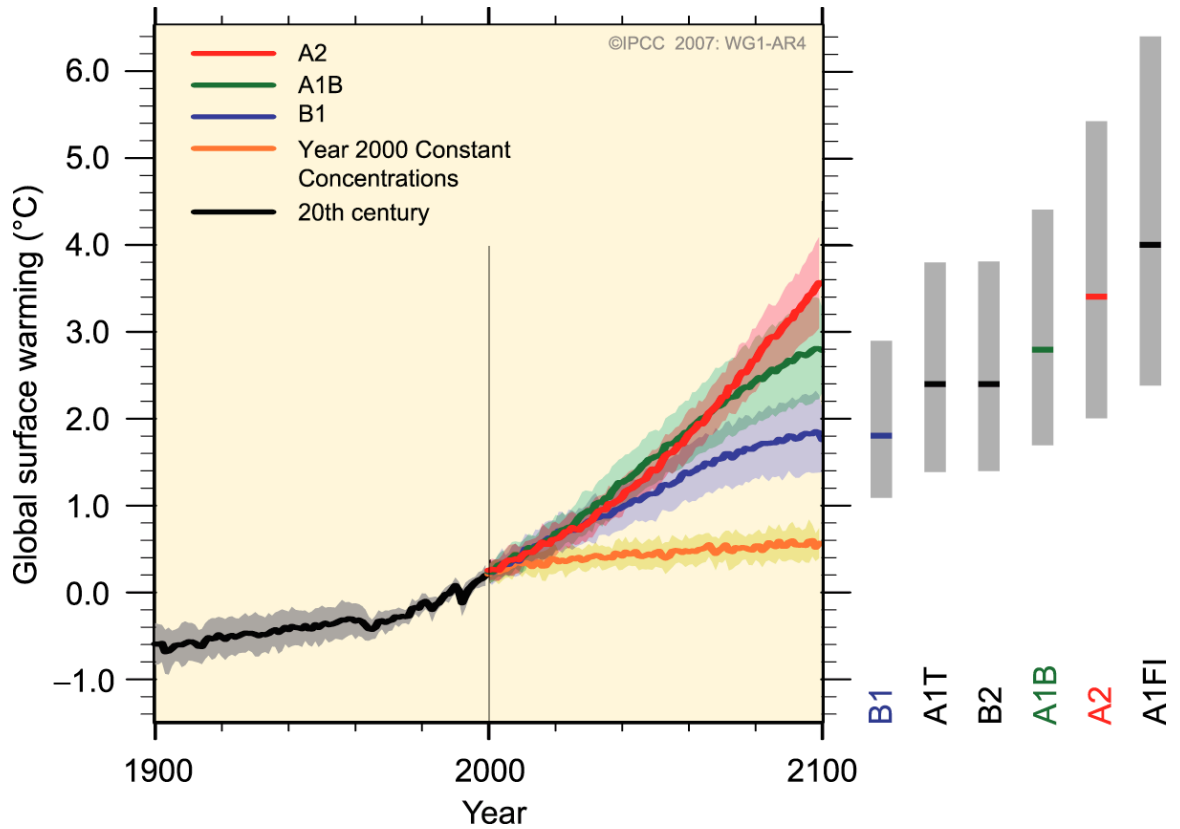 ©IPCC 2007: WG1-AR4
A2
A1B
B1
Year 2000 Constant
Concentrations
20th century
Global surface warming (°C)
6.0
5.0
4.0
3.0
2.0
1.0
0.0
–1.0
1900
2000
2100
Year
B1
A1T
B2
A1B
A2
A1FI